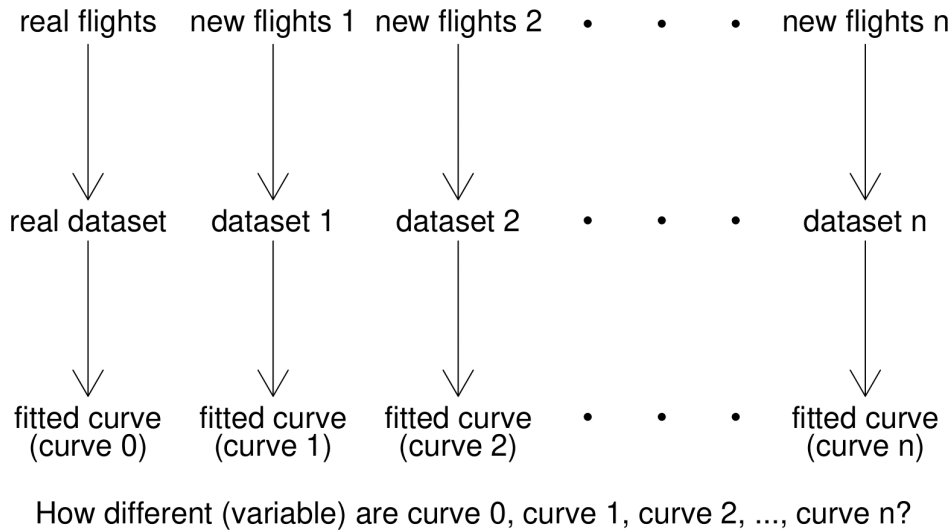 real flights new flights 1 new flights 2 • • • new flights n
real dataset dataset 1 dataset 2 • • • dataset n
fitted curve fitted curve fitted curve • • • fitted curve
(curve 0) (curve 1) (curve 2) (curve n)
How different (variable) are curve 0, curve 1, curve 2, ..., curve n?